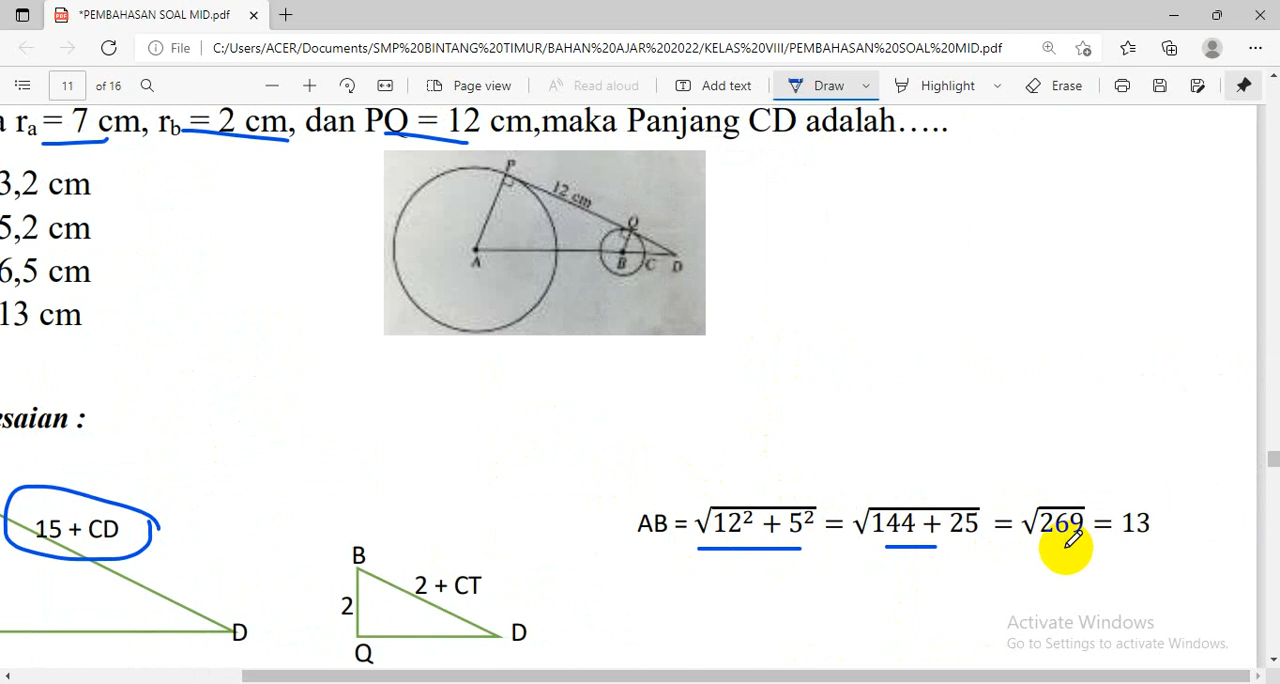 *PEMBAHASAN SOAL MID.pdf
File C:/Users/ACER/Documents/SMP%20BINTANG%20TIMUR/BAHAN%20AJAR%202022/KELAS%20VIII/PEMBAHASAN%20SOAL%20MID.pdf
11 of 16 Page view Read aloud Add text Draw Highlight Erase
a rₐ = 7 cm, r_b = 2 cm, dan PQ = 12 cm,maka Panjang CD adalah.....
3,2 cm
5,2 cm
6,5 cm
13 cm
P
12 cm
Q
A B C D
esaian :
15 + CD
D
B
2 + CT
2
D
Q
AB = √12² + 5² = √144 + 25 = √269 = 13
Activate Windows
Go to Settings to activate Windows.